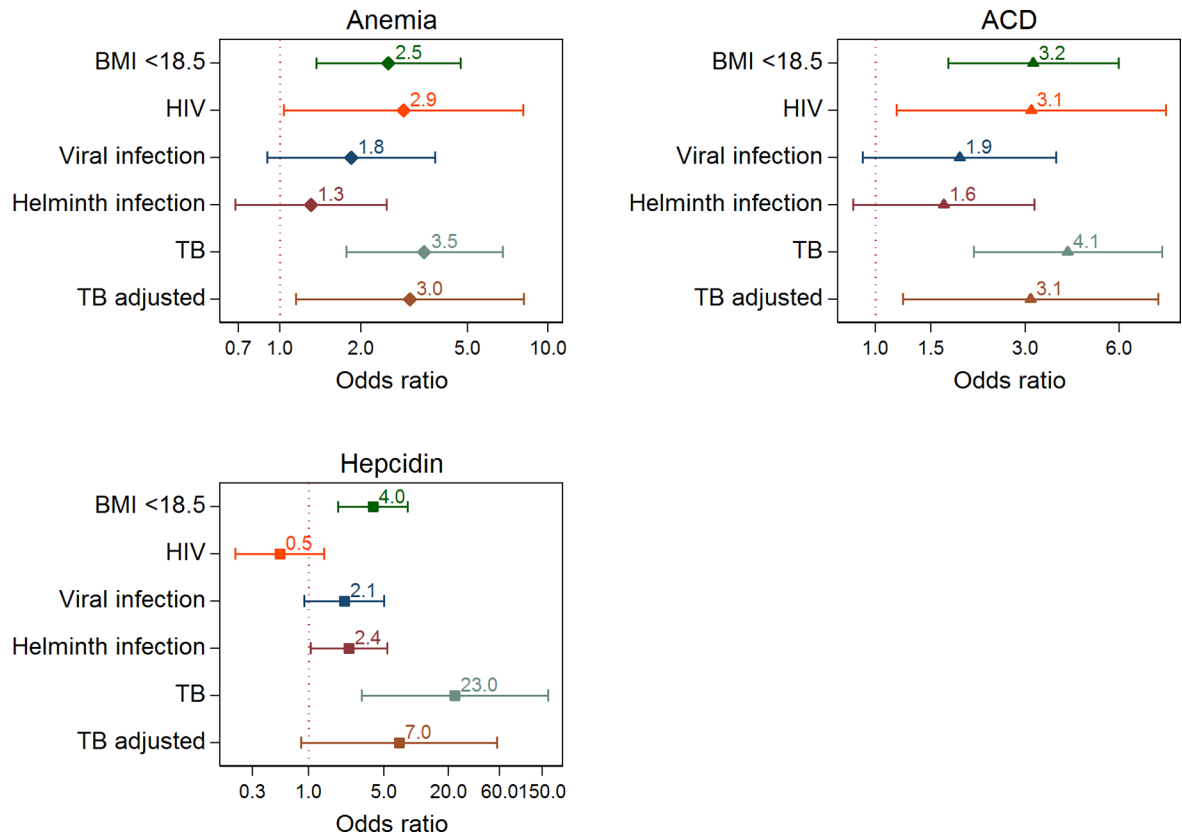 Anemia
BMI <18.5
2.5
HIV
2.9
Viral infection
1.8
Helminth infection
1.3
TB
3.5
TB adjusted
3.0
0.7 1.0 2.0 5.0 10.0
Odds ratio
ACD
BMI <18.5
3.2
HIV
3.1
Viral infection
1.9
Helminth infection
1.6
TB
4.1
TB adjusted
3.1
1.0 1.5 3.0 6.0
Odds ratio
Hepcidin
BMI <18.5
4.0
HIV
0.5
Viral infection
2.1
Helminth infection
2.4
TB
23.0
TB adjusted
7.0
0.3 1.0 5.0 20.0 60.0 150.0
Odds ratio